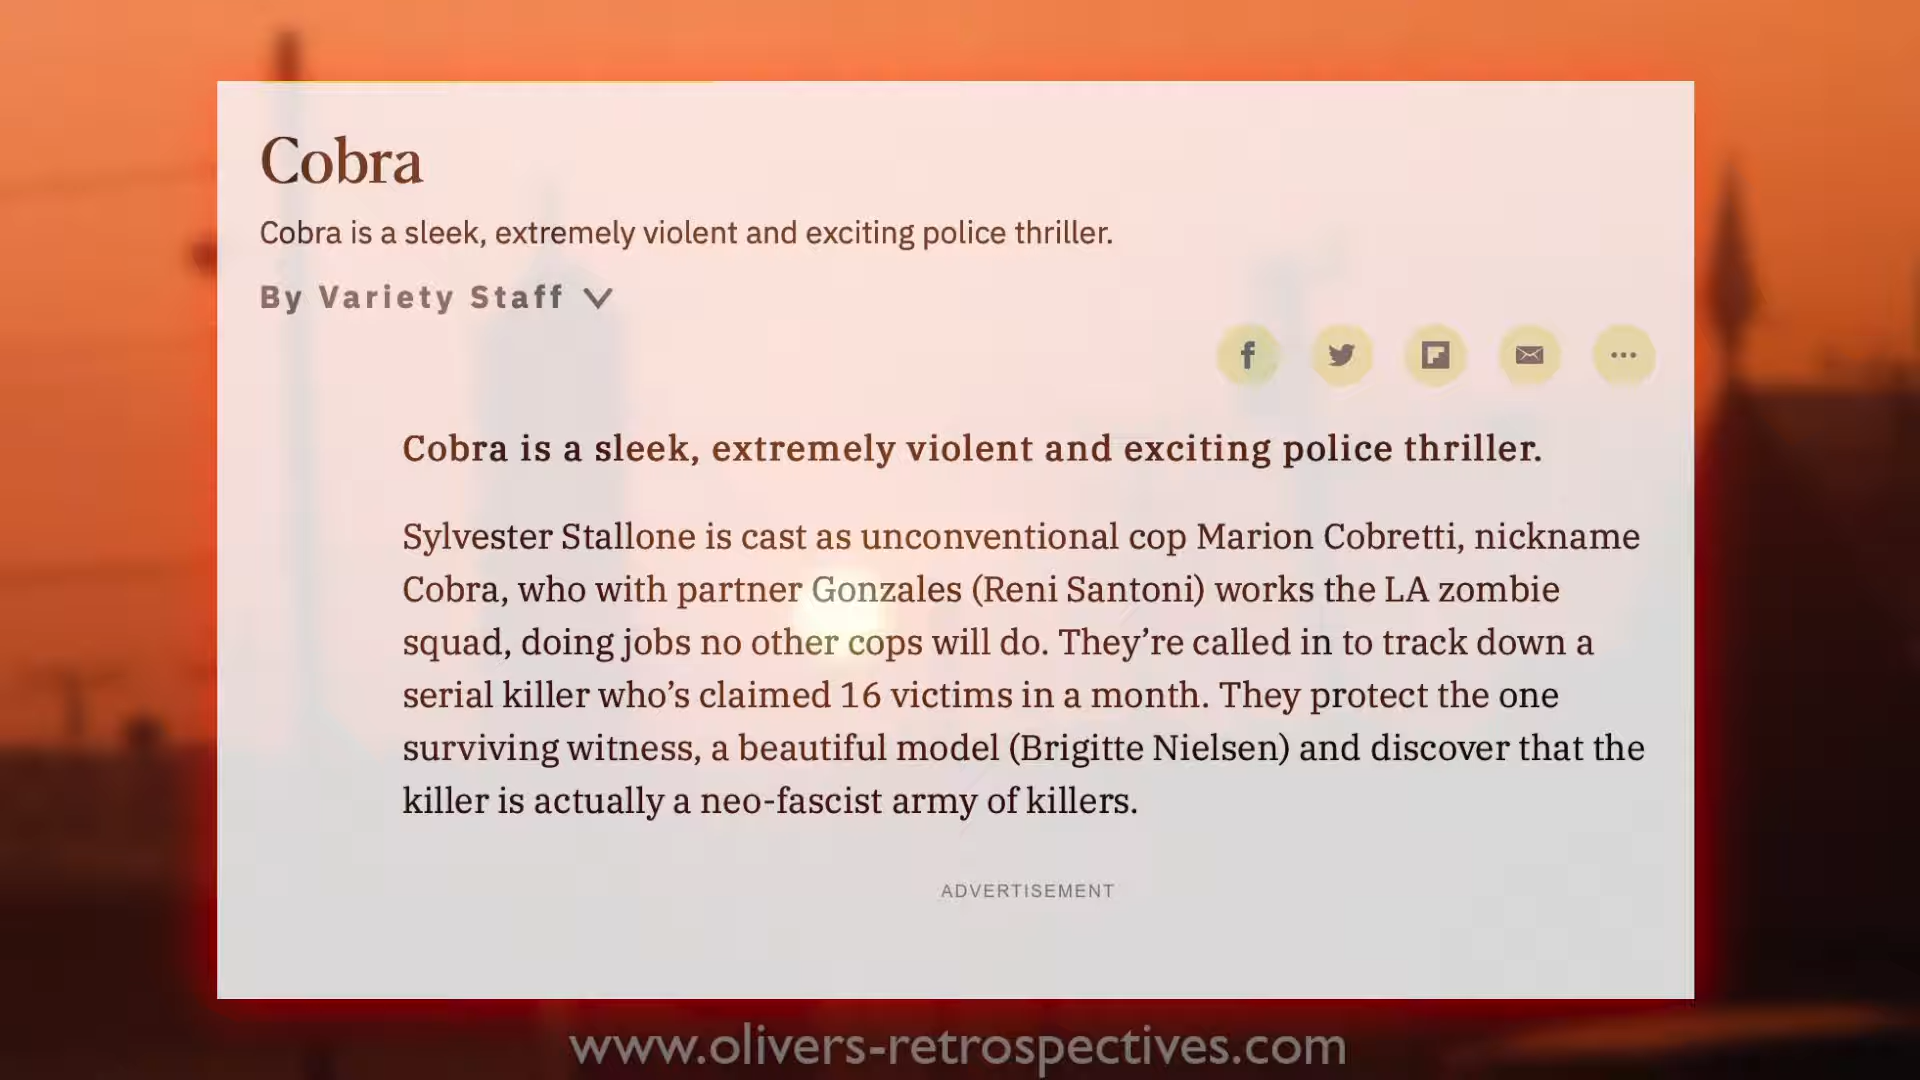 Cobra
Cobra is a sleek, extremely violent and exciting police thriller.
By Variety Staff
Cobra is a sleek, extremely violent and exciting police thriller.
Sylvester Stallone is cast as unconventional cop Marion Cobretti, nickname
Cobra, who with partner Gonzales (Reni Santoni) works the LA zombie
squad, doing jobs no other cops will do. They’re called in to track down a
serial killer who’s claimed 16 victims in a month. They protect the one
surviving witness, a beautiful model (Brigitte Nielsen) and discover that the
killer is actually a neo-fascist army of killers.
ADVERTISEMENT
www.olivers-retrospectives.com